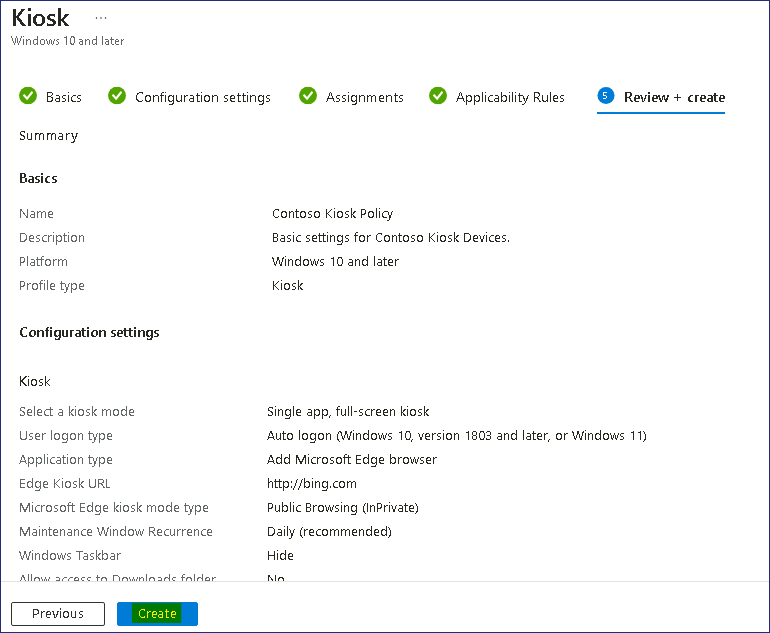 Kiosk ...
Windows 10 and later
Basics Configuration settings Assignments Applicability Rules 5 Review + create
Summary
Basics
Name Contoso Kiosk Policy
Description Basic settings for Contoso Kiosk Devices.
Platform Windows 10 and later
Profile type Kiosk
Configuration settings
Kiosk
Select a kiosk mode Single app, full-screen kiosk
User logon type Auto logon (Windows 10, version 1803 and later, or Windows 11)
Application type Add Microsoft Edge browser
Edge Kiosk URL http://bing.com
Microsoft Edge kiosk mode type Public Browsing (InPrivate)
Maintenance Window Recurrence Daily (recommended)
Windows Taskbar Hide
Allow access to Downloads folder No
Previous Create